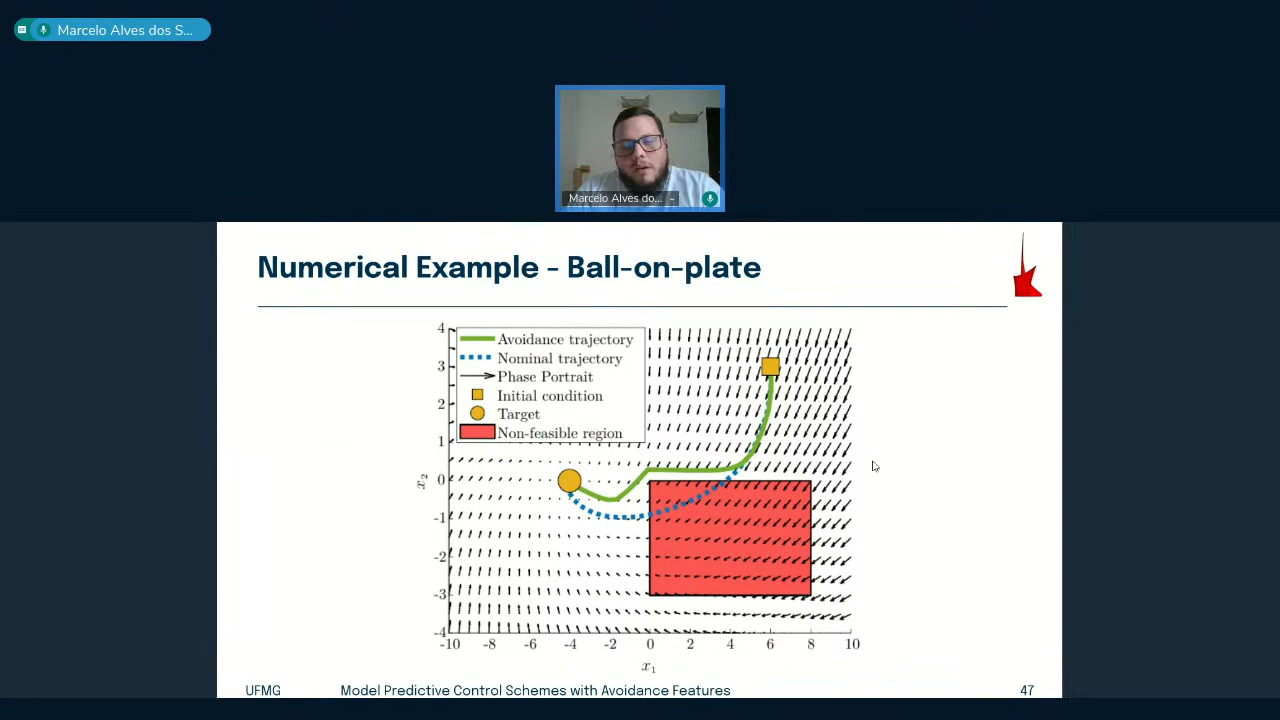 Marcelo Alves dos S...
Marcelo Alves do...
Numerical Example - Ball-on-plate
Avoidance trajectory
Nominal trajectory
Phase Portrait
Initial condition
Target
Non-feasible region
4
3
2
1
0
-1
-2
-3
-4
x2
-10 -8 -6 -4 -2 0 2 4 6 8 10
x1
UFMG Model Predictive Control Schemes with Avoidance Features 47